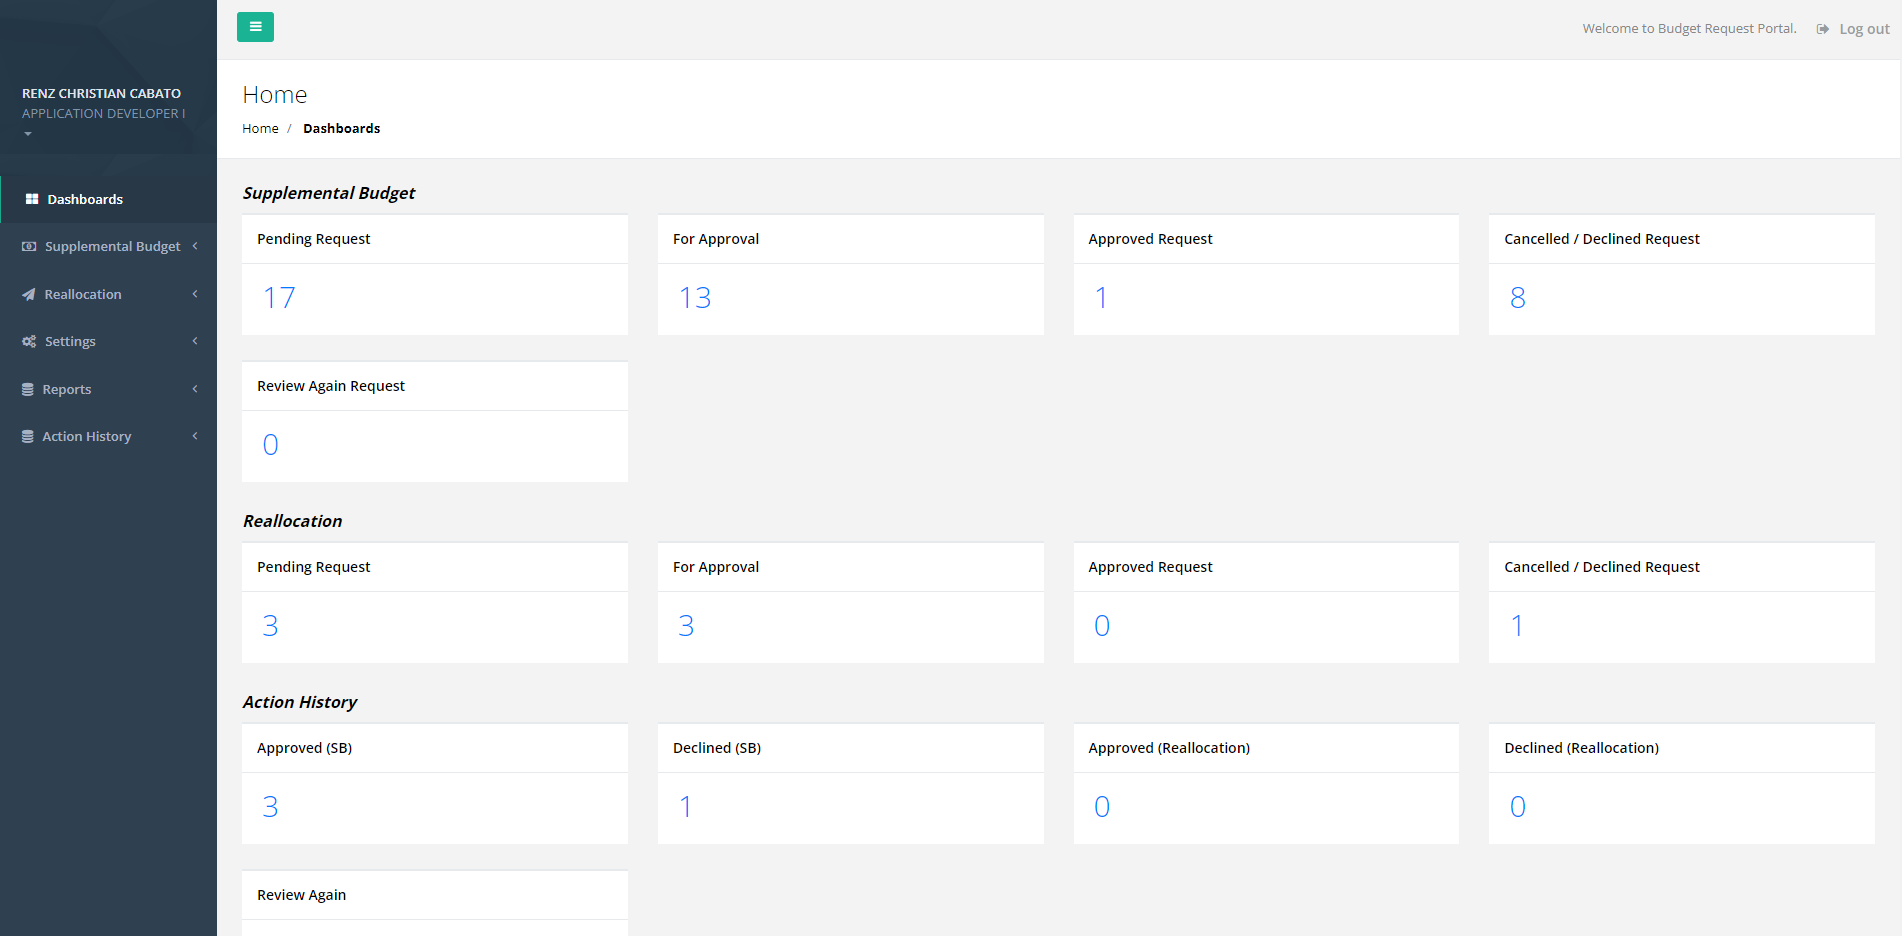 Welcome to Budget Request Portal.
Log out
RENZ CHRISTIAN CABATO
APPLICATION DEVELOPER I
Dashboards
Supplemental Budget
Reallocation
Settings
Reports
Action History
Home
Home / Dashboards
Supplemental Budget
Pending Request
17
For Approval
13
Approved Request
1
Cancelled / Declined Request
8
Review Again Request
0
Reallocation
Pending Request
3
For Approval
3
Approved Request
0
Cancelled / Declined Request
1
Action History
Approved (SB)
3
Declined (SB)
1
Approved (Reallocation)
0
Declined (Reallocation)
0
Review Again